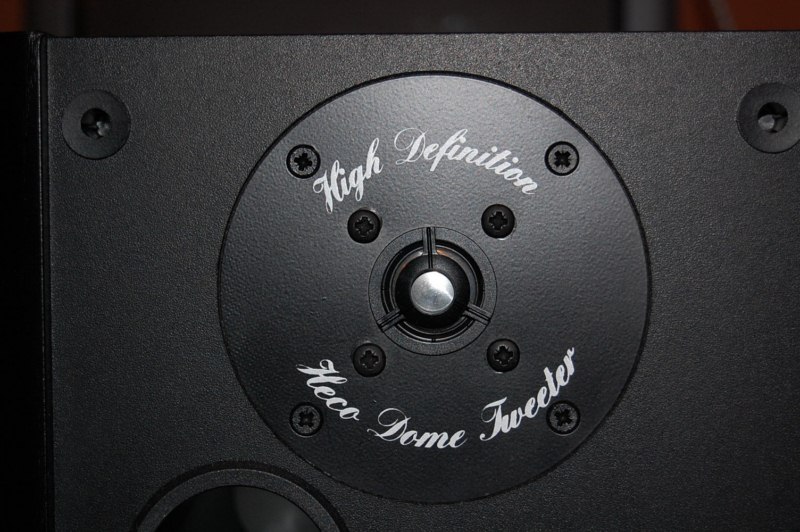 High Definition
Heco Dome Tweeter